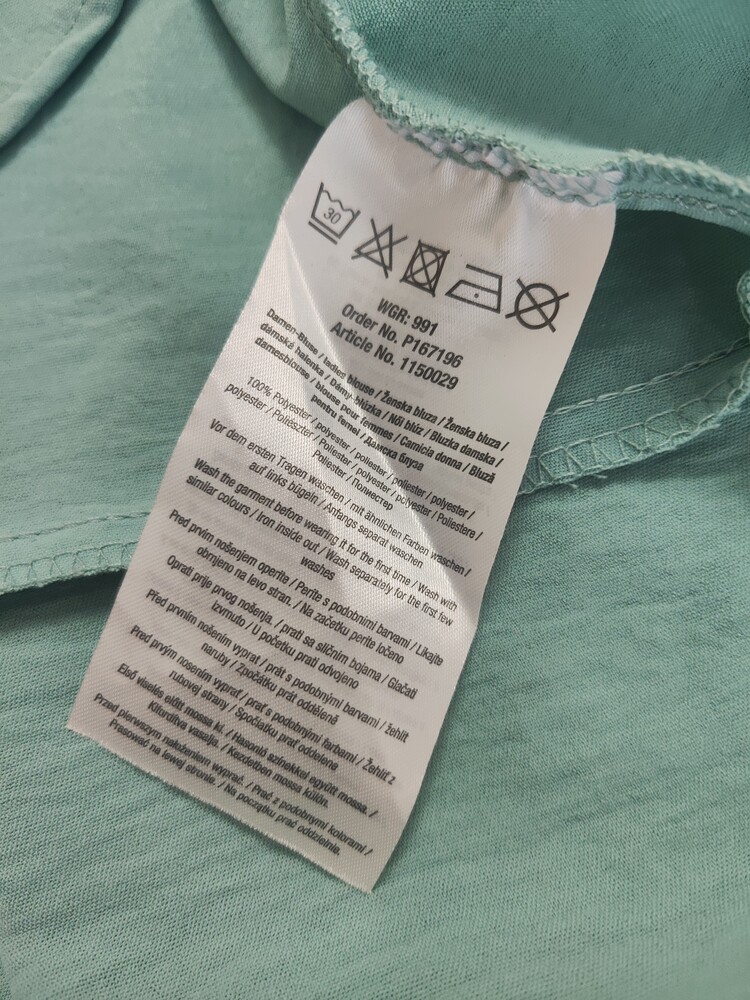 30
WGR: 991
Order No. P167196
Article No. 1150029
Damen-Bluse / ladies blouse / Ženska bluza / Ženska bluza /
dámská halenka / Dámy-blúzka / Női blúz / Bluzka damska /
damesblouse / blouse pour femmes / Camicia donna / Bluză
pentru femei / Дамска блуза
100% Polyester / polyester / poliester / poliester / polyester /
polyester / Poliészter / Poliester / polyester / polyester / Poliestere /
Poliester / Полиестер
Vor dem ersten Tragen waschen / mit ähnlichen Farben waschen /
auf links bügeln / Anfangs separat waschen
Wash the garment before wearing it for the first time / Wash with
similar colours / Iron inside out / Wash separately for the first few
washes
Pred prvim nošenjem operite / Perite s podobnimi barvami / Likajte
obrnjeno na levo stran. / Na začetku perite ločeno
Oprati prije prvog nošenja. / prati sa sličnim bojama / Glačati
izvrnuto / U početku prati odvojeno
Před prvním nošením vyprat / prát s podobnými barvami / žehlit
naruby / Zpočátku prát odděleně
Pred prvým nosením vyprať / prať s podobnými farbami / Žehliť z
rubovej strany / Spočiatku prať oddelene
Első viselés előtt mossa ki. / Hasonló színekkel együtt mossa. /
Kifordítva vasalja. / Kezdetben mossa külön.
Przed pierwszym nałożeniem wyprać. / Prać z podobnymi kolorami /
Prasować na lewej stronie. / Na początku prać oddzielnie.